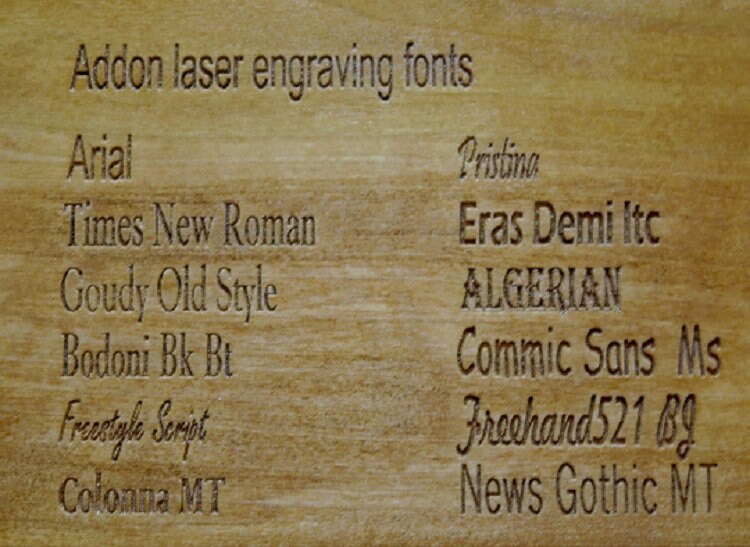 Addon laser engraving fonts
Arial
Times New Roman
Goudy Old Style
Bodoni Bk Bt
Freestyle Script
Colonna MT
Pristina
Eras Demi Itc
ALGERIAN
Commic Sans Ms
Freehand521 BJ
News Gothic MT